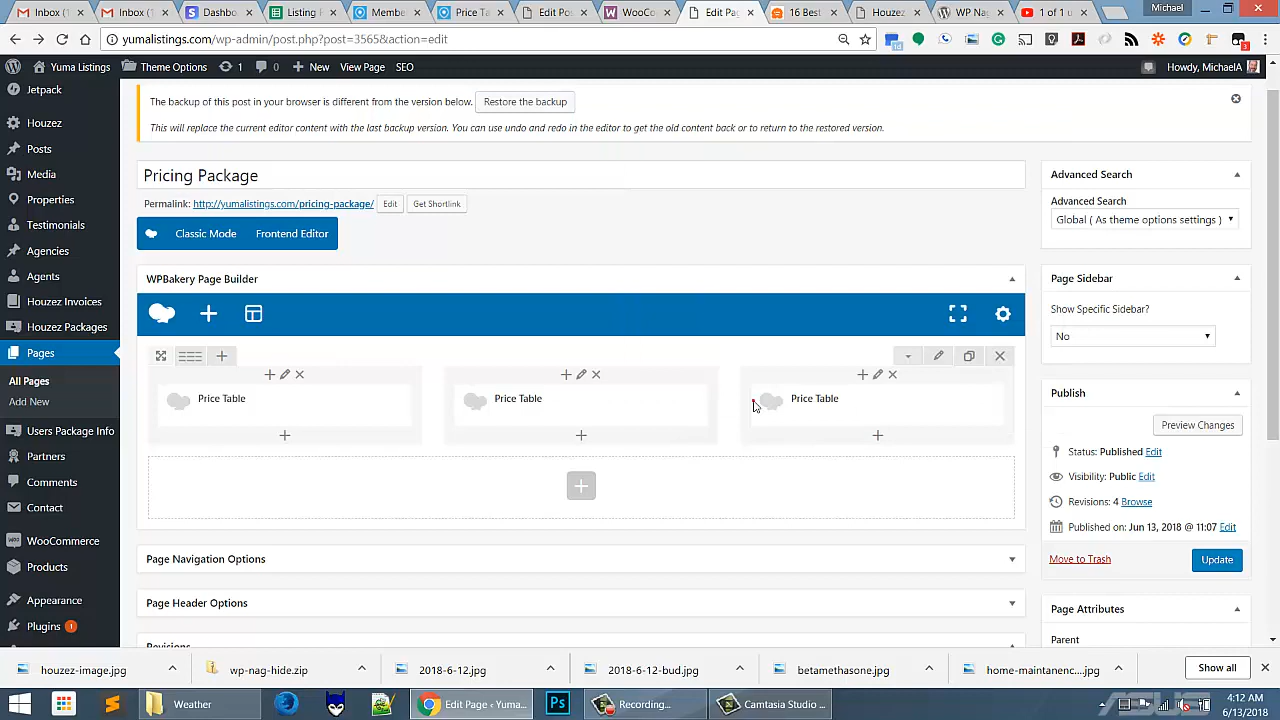 Inbox (
Inbox (1
Dashbo
Listing F
Membe
Price Ta
Edit Po
WooCo
Edit Pag
16 Best
Houzez
WP Nag
1 of 1 u
Michael
yumalistings.com/wp-admin/post.php?post=3565&action=edit
Yuma Listings
Theme Options
1
0
New
View Page
SEO
Howdy, MichaelA
Jetpack
Houzez
Posts
Media
Properties
Testimonials
Agencies
Agents
Houzez Invoices
Houzez Packages
Pages
All Pages
Add New
Users Package Info
Partners
Comments
Contact
WooCommerce
Products
Appearance
Plugins 1
The backup of this post in your browser is different from the version below. Restore the backup
This will replace the current editor content with the last backup version. You can use undo and redo in the editor to get the old content back or to return to the restored version.
Pricing Package
Permalink: http://yumalistings.com/pricing-package/ Edit Get Shortlink
Classic Mode Frontend Editor
WPBakery Page Builder
Price Table
Price Table
Price Table
Page Navigation Options
Page Header Options
Revisions
Advanced Search
Advanced Search
Global ( As theme options settings )
Page Sidebar
Show Specific Sidebar?
No
Publish
Preview Changes
Status: Published Edit
Visibility: Public Edit
Revisions: 4 Browse
Published on: Jun 13, 2018 @ 11:07 Edit
Move to Trash
Update
Page Attributes
Parent
houzez-image.jpg
wp-nag-hide.zip
2018-6-12.jpg
2018-6-12-bud.jpg
betamethasone.jpg
home-maintanenc....jpg
Show all
Weather
Edit Page ‹ Yuma...
Ps
Recording...
Camtasia Studio ...
ASUS
4:12 AM
6/13/2018